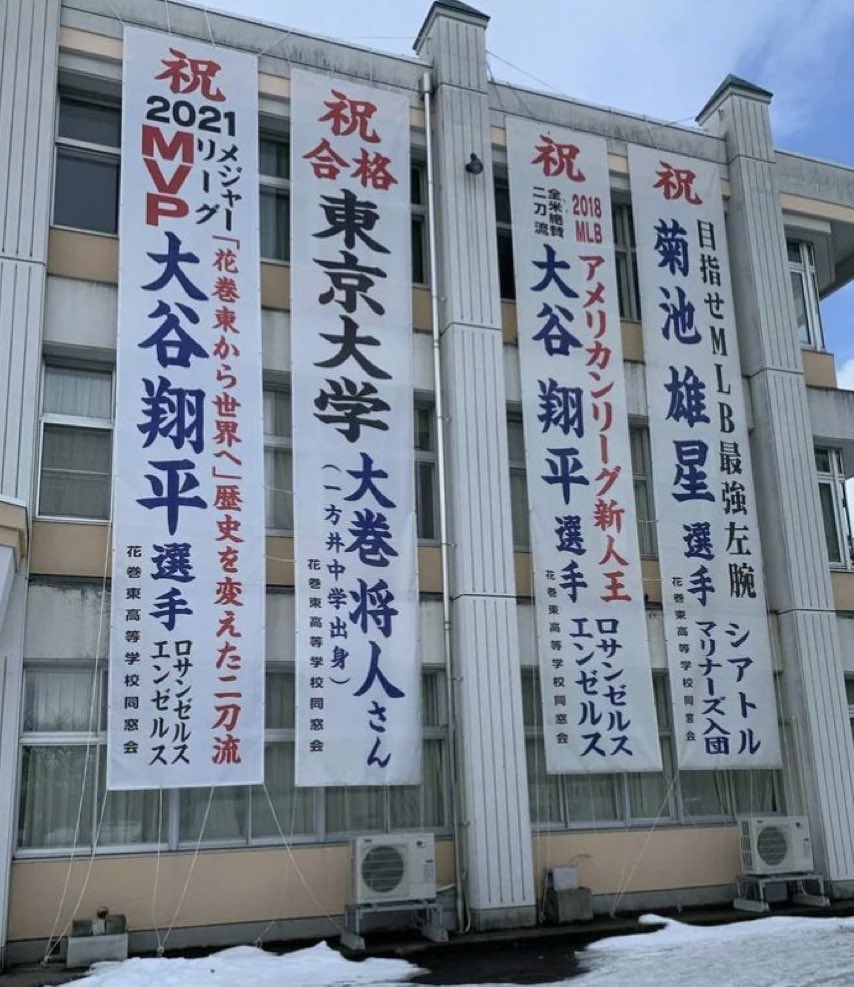 祝
目指せMLB最強左腕
菊池雄星選手
シアトル
マリナーズ入団
花巻東高等学校同窓会
祝
2018
MLB
全米絶賛
二刀流
アメリカンリーグ新人王
大谷翔平選手
ロサンゼルス
エンゼルス
花巻東高等学校同窓会
祝
合格
東京大学
大巻将人さん
(一方井中学出身)
花巻東高等学校同窓会
祝
2021
メジャー
リーグ
MVP
「花巻東から世界へ」歴史を変えた二刀流
大谷翔平選手
ロサンゼルス
エンゼルス
花巻東高等学校同窓会